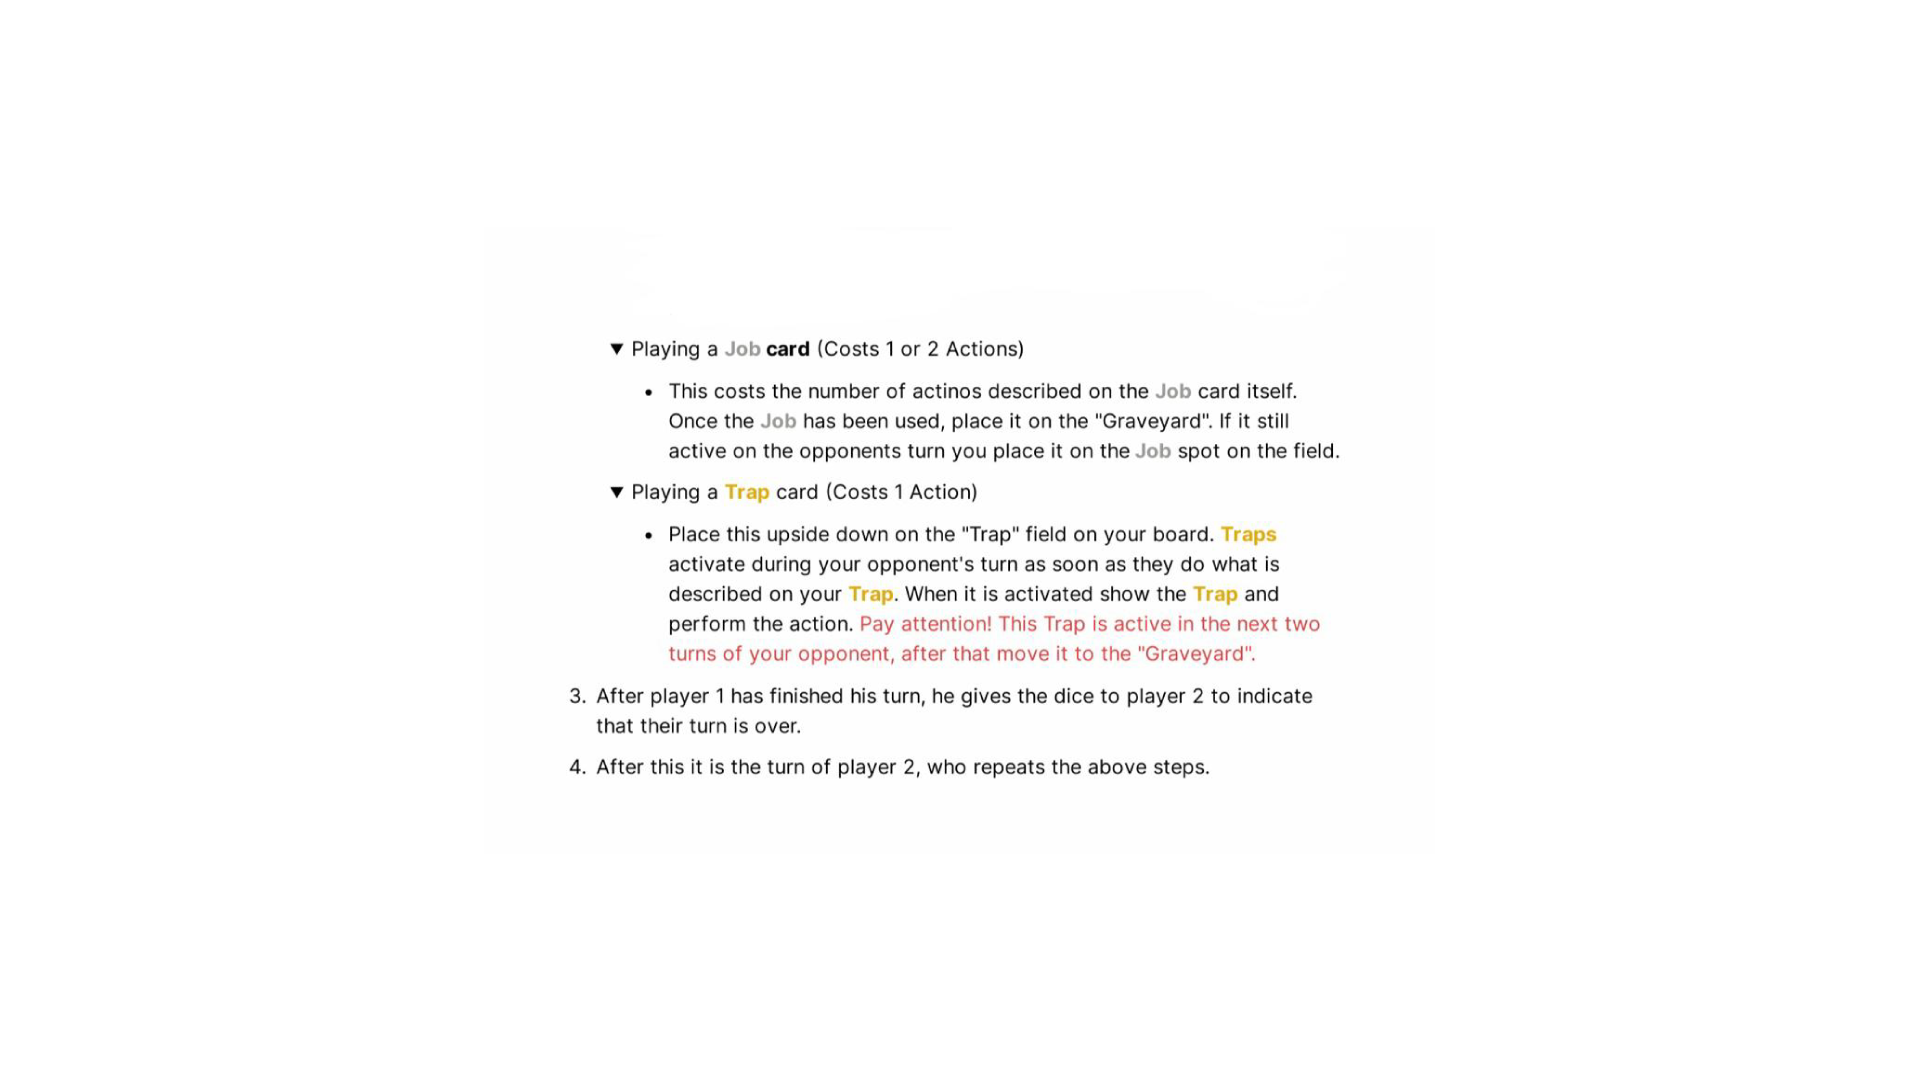 ▼ Playing a Job card (Costs 1 or 2 Actions)
• This costs the number of actinos described on the Job card itself.
Once the Job has been used, place it on the "Graveyard". If it still
active on the opponents turn you place it on the Job spot on the field.
▼ Playing a Trap card (Costs 1 Action)
• Place this upside down on the "Trap" field on your board. Traps
activate during your opponent's turn as soon as they do what is
described on your Trap. When it is activated show the Trap and
perform the action. Pay attention! This Trap is active in the next two
turns of your opponent, after that move it to the "Graveyard".
3. After player 1 has finished his turn, he gives the dice to player 2 to indicate
that their turn is over.
4. After this it is the turn of player 2, who repeats the above steps.